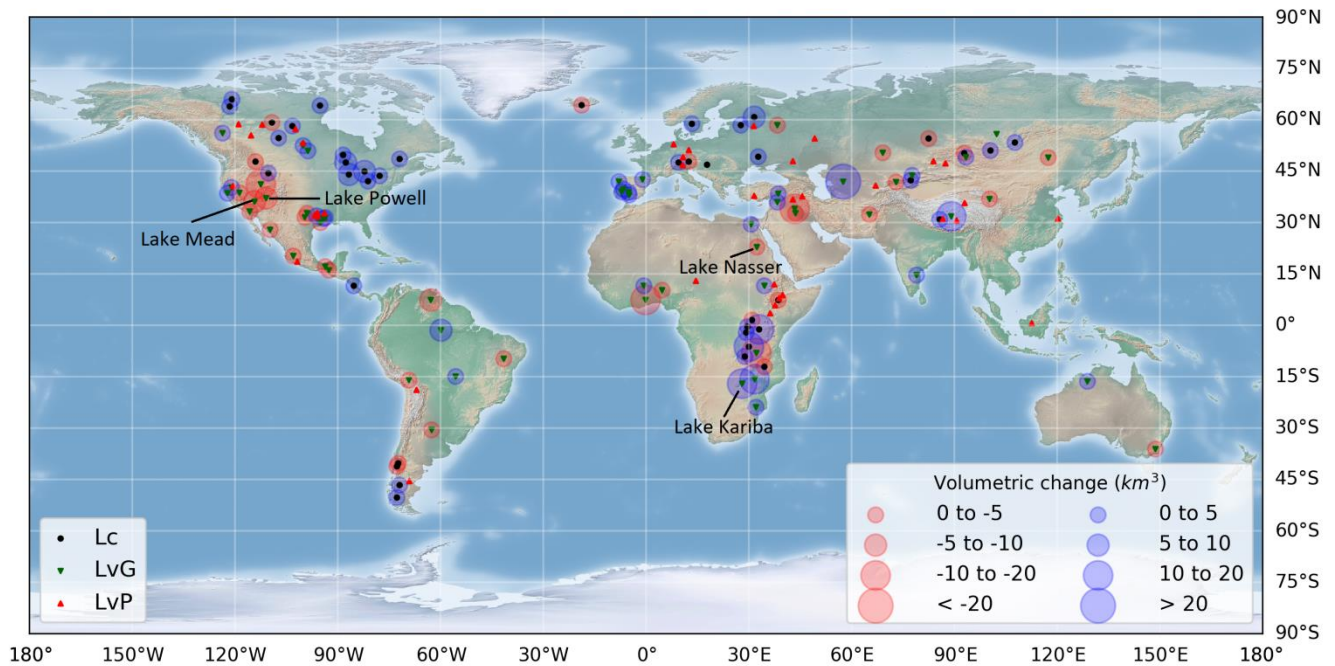 90°N
75°N
60°N
45°N
30°N
15°N
0°
15°S
30°S
45°S
60°S
75°S
90°S
Lake Powell
Lake Mead
Lake Nasser
Lake Kariba
Lc
LvG
LvP
Volumetric change (km³)
0 to -5 0 to 5
-5 to -10 5 to 10
-10 to -20 10 to 20
< -20 > 20
180° 150°W 120°W 90°W 60°W 30°W 0° 30°E 60°E 90°E 120°E 150°E 180°